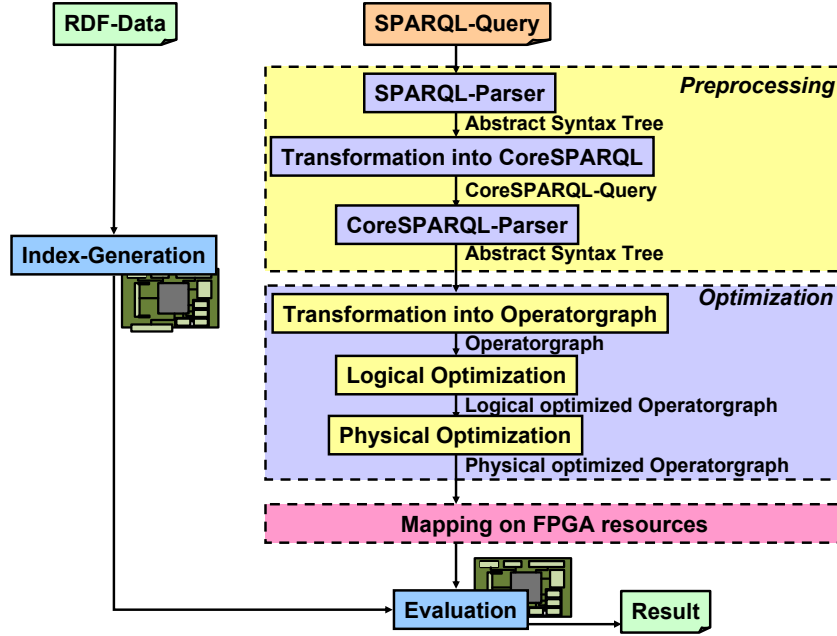 RDF-Data
SPARQL-Query
Preprocessing
SPARQL-Parser
Abstract Syntax Tree
Transformation into CoreSPARQL
CoreSPARQL-Query
CoreSPARQL-Parser
Abstract Syntax Tree
Index-Generation
Optimization
Transformation into Operatorgraph
Operatorgraph
Logical Optimization
Logical optimized Operatorgraph
Physical Optimization
Physical optimized Operatorgraph
Mapping on FPGA resources
Evaluation
Result